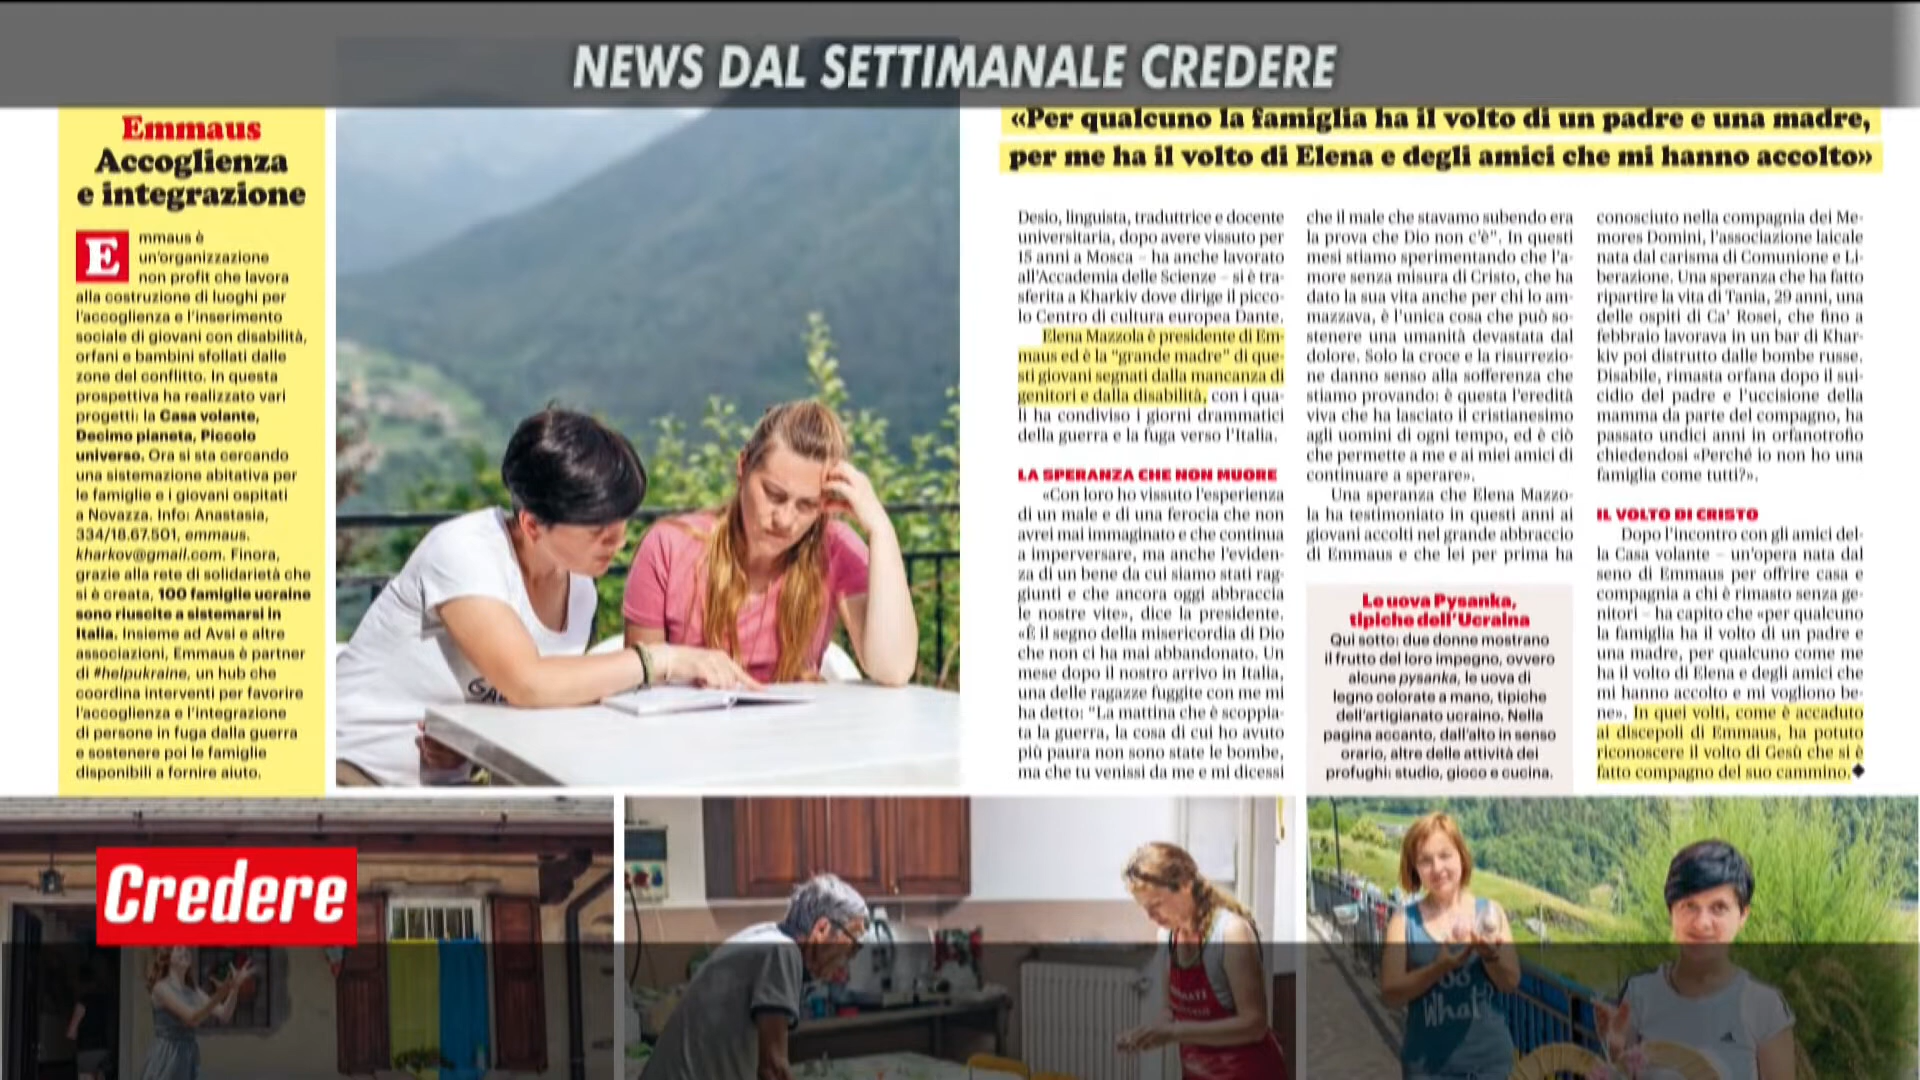 NEWS DAL SETTIMANALE CREDERE
Emmaus
Accoglienza
e integrazione
Emmaus è
un'organizzazione
non profit che lavora
alla costruzione di luoghi per
l'accoglienza e l'inserimento
sociale di giovani con disabilità,
orfani e bambini sfollati dalle
zone del conflitto. In questa
prospettiva ha realizzato vari
progetti: la Casa volante,
Decimo pianeta, Piccolo
universo. Ora si sta cercando
una sistemazione abitativa per
le famiglie e i giovani ospitati
a Novazza. Info: Anastasia,
334/18.67.501, emmaus.
kharkov@gmail.com. Finora,
grazie alla rete di solidarietà che
si è creata, 100 famiglie ucraine
sono riuscite a sistemarsi in
Italia. Insieme ad Avsi e altre
associazioni, Emmaus è partner
di #helpukraine, un hub che
coordina interventi per favorire
l'accoglienza e l'integrazione
di persone in fuga dalla guerra
e sostenere poi le famiglie
disponibili a fornire aiuto.
«Per qualcuno la famiglia ha il volto di un padre e una madre,
per me ha il volto di Elena e degli amici che mi hanno accolto»
Desio, linguista, traduttrice e docente
universitaria, dopo avere vissuto per
15 anni a Mosca – ha anche lavorato
all'Accademia delle Scienze – si è tra-
sferita a Kharkiv dove dirige il picco-
lo Centro di cultura europea Dante.
Elena Mazzola è presidente di Em-
maus ed è la "grande madre" di que-
sti giovani segnati dalla mancanza di
genitori e dalla disabilità, con i qua-
li ha condiviso i giorni drammatici
della guerra e la fuga verso l'Italia.
LA SPERANZA CHE NON MUORE
«Con loro ho vissuto l'esperienza
di un male e di una ferocia che non
avrei mai immaginato e che continua
a imperversare, ma anche l'eviden-
za di un bene da cui siamo stati rag-
giunti e che ancora oggi abbraccia
le nostre vite», dice la presidente.
«È il segno della misericordia di Dio
che non ci ha mai abbandonato. Un
mese dopo il nostro arrivo in Italia,
una delle ragazze fuggite con me mi
ha detto: "La mattina che è scoppia-
ta la guerra, la cosa di cui ho avuto
più paura non sono state le bombe,
ma che tu venissi da me e mi dicessi
che il male che stavamo subendo era
la prova che Dio non c'è". In questi
mesi stiamo sperimentando che l'a-
more senza misura di Cristo, che ha
dato la sua vita anche per chi lo am-
mazzava, è l'unica cosa che può so-
stenere una umanità devastata dal
dolore. Solo la croce e la risurrezio-
ne danno senso alla sofferenza che
stiamo provando: è questa l'eredità
viva che ha lasciato il cristianesimo
agli uomini di ogni tempo, ed è ciò
che permette a me e ai miei amici di
continuare a sperare».
Una speranza che Elena Mazzo-
la ha testimoniato in questi anni ai
giovani accolti nel grande abbraccio
di Emmaus e che lei per prima ha
Le uova Pysanka,
tipiche dell'Ucraina
Qui sotto: due donne mostrano
il frutto del loro impegno, ovvero
alcune pysanka, le uova di
legno colorate a mano, tipiche
dell'artigianato ucraino. Nella
pagina accanto, dall'alto in senso
orario, altre delle attività dei
profughi: studio, gioco e cucina.
conosciuto nella compagnia dei Me-
mores Domini, l'associazione laicale
nata dal carisma di Comunione e Li-
berazione. Una speranza che ha fatto
ripartire la vita di Tania, 29 anni, una
delle ospiti di Ca' Rosei, che fino a
febbraio lavorava in un bar di Khar-
kiv poi distrutto dalle bombe russe.
Disabile, rimasta orfana dopo il sui-
cidio del padre e l'uccisione della
mamma da parte del compagno, ha
passato undici anni in orfanotrofio
chiedendosi «Perché io non ho una
famiglia come tutti?».
IL VOLTO DI CRISTO
Dopo l'incontro con gli amici del-
la Casa volante – un'opera nata dal
seno di Emmaus per offrire casa e
compagnia a chi è rimasto senza ge-
nitori – ha capito che «per qualcuno
la famiglia ha il volto di un padre e
una madre, per qualcuno come me
ha il volto di Elena e degli amici che
mi hanno accolto e mi vogliono be-
ne». In quei volti, come è accaduto
ai discepoli di Emmaus, ha potuto
riconoscere il volto di Gesù che si è
fatto compagno del suo cammino.
Credere
What?